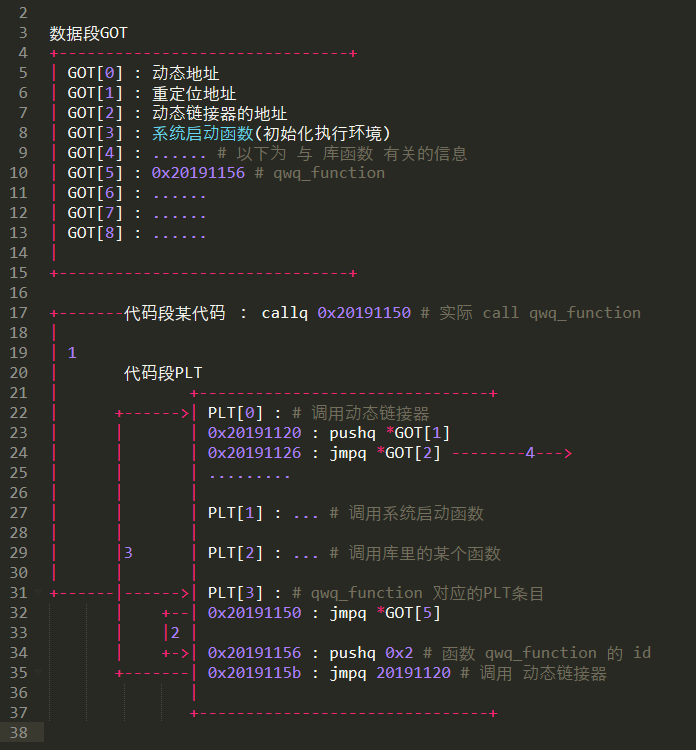 2
3 数据段GOT
4 +-------------------------------+
5 | GOT[0] : 动态地址
6 | GOT[1] : 重定位地址
7 | GOT[2] : 动态链接器的地址
8 | GOT[3] : 系统启动函数(初始化执行环境)
9 | GOT[4] : ...... # 以下为 与 库函数 有关的信息
10 | GOT[5] : 0x20191156 # qwq_function
11 | GOT[6] : ......
12 | GOT[7] : ......
13 | GOT[8] : ......
14 |
15 +-------------------------------+
16
17 +-------代码段某代码 : callq 0x20191150 # 实际 call qwq_function
18 |
19 | 1
20 |       代码段PLT
21 |              +-------------------------------+
22 |      +------>| PLT[0] : # 调用动态链接器
23 |      |       | 0x20191120 : pushq *GOT[1]
24 |      |       | 0x20191126 : jmpq *GOT[2] --------4--->
25 |      |       | .........
26 |      |       |
27 |      |       | PLT[1] : ... # 调用系统启动函数
28 |      |       |
29 |      |3      | PLT[2] : ... # 调用库里的某个函数
30 |      |       |
31 +------|------>| PLT[3] : # qwq_function 对应的PLT条目
32        |    +--| 0x20191150 : jmpq *GOT[5]
33        |    |2 |
34        |    +->| 0x20191156 : pushq 0x2 # 函数 qwq_function 的 id
35        +-------| 0x2019115b : jmpq 20191120 # 调用 动态链接器
36                |
37                +-------------------------------+
38